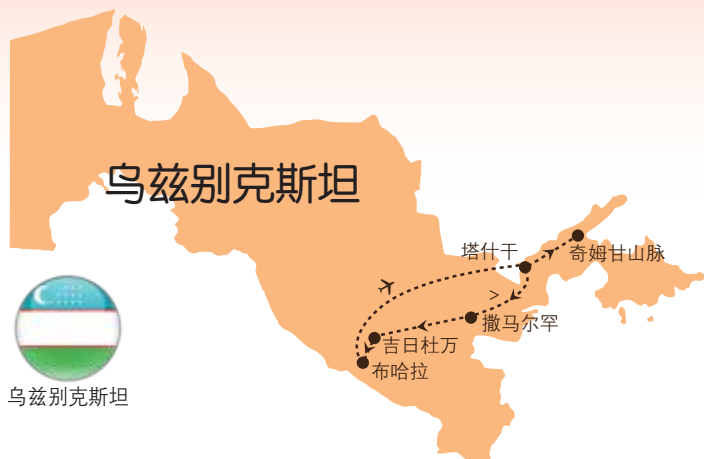 乌兹别克斯坦
塔什干
奇姆甘山脉
撒马尔罕
吉日杜万
布哈拉
乌兹别克斯坦